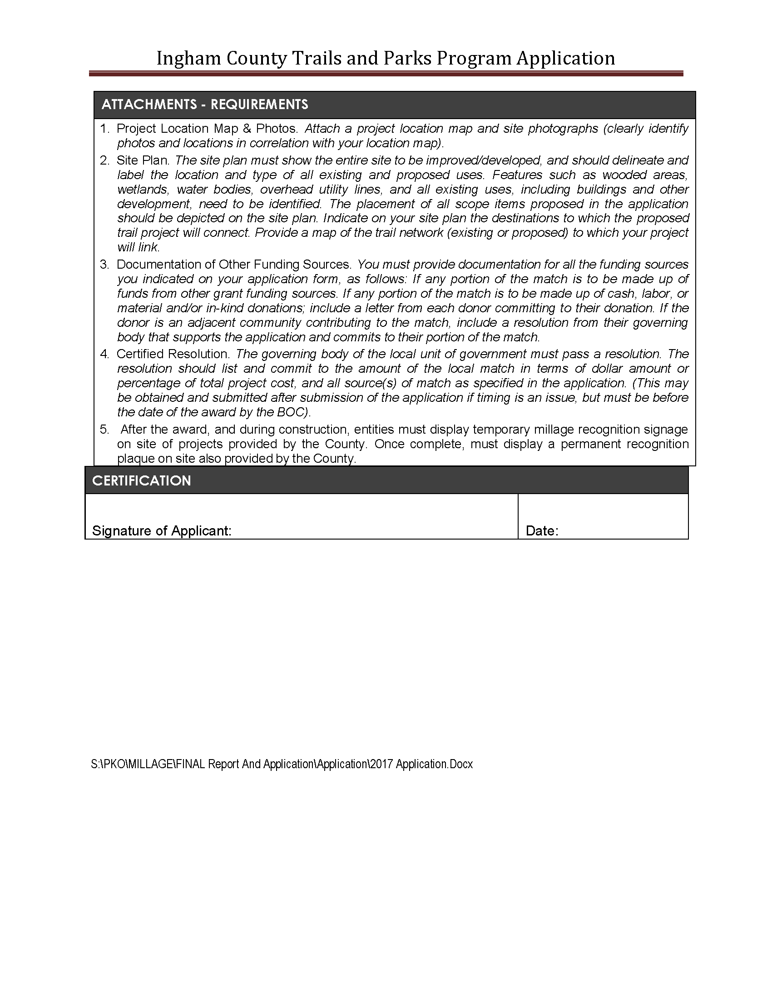 Ingham County Trails and Parks Program Application
ATTACHMENTS - REQUIREMENTS
1. Project Location Map & Photos. Attach a project location map and site photographs (clearly identify
photos and locations in correlation with your location map).
2. Site Plan. The site plan must show the entire site to be improved/developed, and should delineate and
label the location and type of all existing and proposed uses. Features such as wooded areas,
wetlands, water bodies, overhead utility lines, and all existing uses, including buildings and other
development, need to be identified. The placement of all scope items proposed in the application
should be depicted on the site plan. Indicate on your site plan the destinations to which the proposed
trail project will connect. Provide a map of the trail network (existing or proposed) to which your project
will link.
3. Documentation of Other Funding Sources. You must provide documentation for all the funding sources
you indicated on your application form, as follows: If any portion of the match is to be made up of
funds from other grant funding sources. If any portion of the match is to be made up of cash, labor, or
material and/or in-kind donations; include a letter from each donor committing to their donation. If the
donor is an adjacent community contributing to the match, include a resolution from their governing
body that supports the application and commits to their portion of the match.
4. Certified Resolution. The governing body of the local unit of government must pass a resolution. The
resolution should list and commit to the amount of the local match in terms of dollar amount or
percentage of total project cost, and all source(s) of match as specified in the application. (This may
be obtained and submitted after submission of the application if timing is an issue, but must be before
the date of the award by the BOC).
5. After the award, and during construction, entities must display temporary millage recognition signage
on site of projects provided by the County. Once complete, must display a permanent recognition
plaque on site also provided by the County.
CERTIFICATION
Signature of Applicant:
Date:
S:\PKO\MILLAGE\FINAL Report And Application\Application\2017 Application.Docx